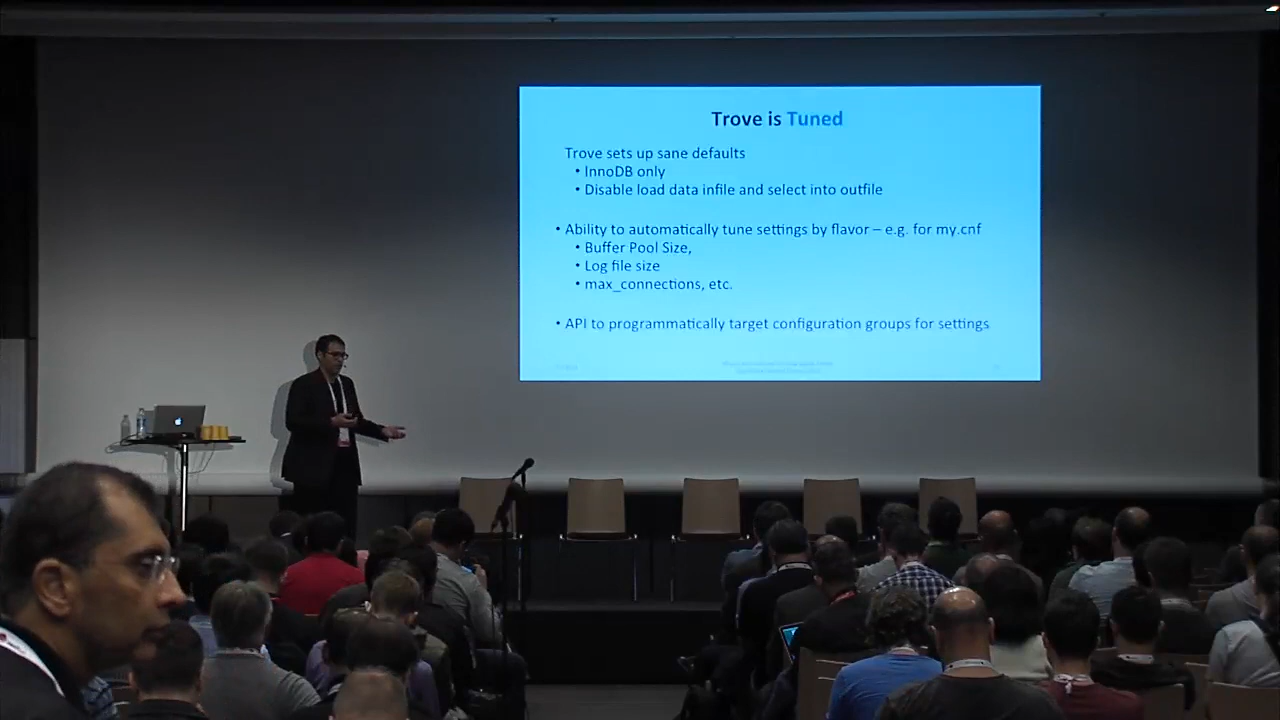 Trove is Tuned
Trove sets up sane defaults
• InnoDB only
• Disable load data infile and select into outfile
• Ability to automatically tune settings by flavor – e.g. for my.cnf
• Buffer Pool Size,
• Log file size
• max_connections, etc.
• API to programmatically target configuration groups for settings